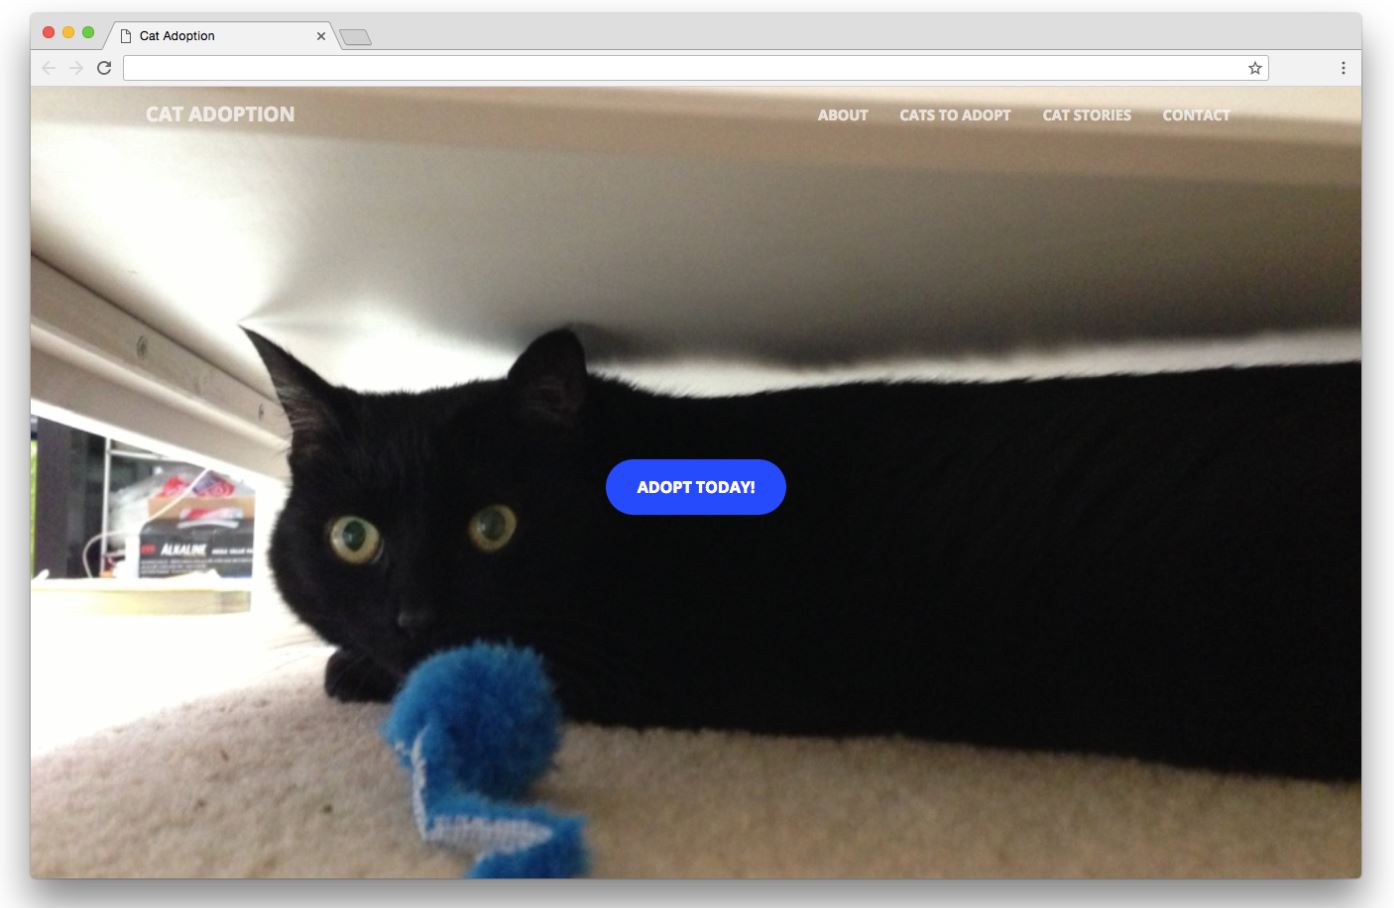 Cat Adoption
CAT ADOPTION
ABOUT
CATS TO ADOPT
CAT STORIES
CONTACT
ADOPT TODAY!
ALKALINE